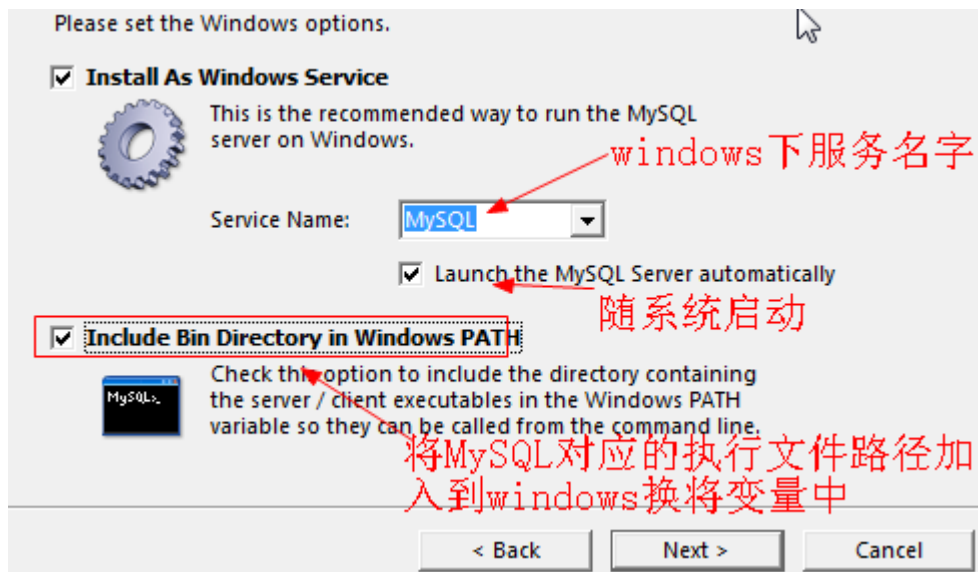 Please set the Windows options.
Install As Windows Service
This is the recommended way to run the MySQL
server on Windows.
windows下服务名字
Service Name:
MySQL
Launch the MySQL Server automatically
随系统启动
Include Bin Directory in Windows PATH
Check this option to include the directory containing
the server / client executables in the Windows PATH
variable so they can be called from the command line.
MySQL>_
将MySQL对应的执行文件路径加
入到windows换将变量中
< Back
Next >
Cancel